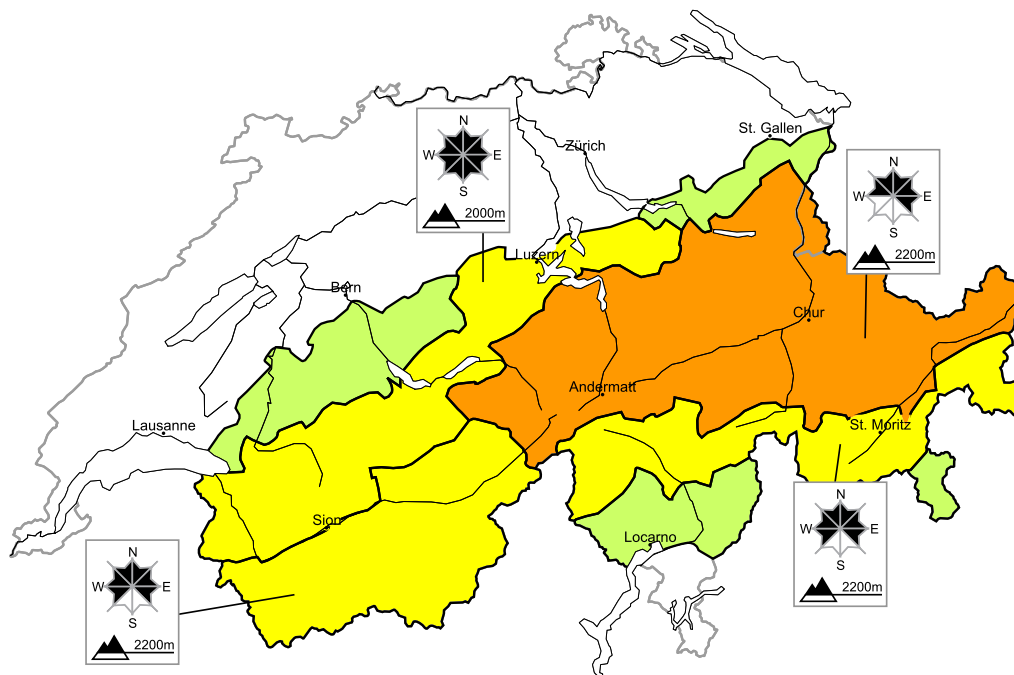 St. Gallen
Zürich
N
W E
S
2000m
N
W E
S
2200m
Luzern
Bern
Chur
Andermatt
Lausanne
St. Moritz
Sion
Locarno
N
W E
S
2200m
N
W E
S
2200m